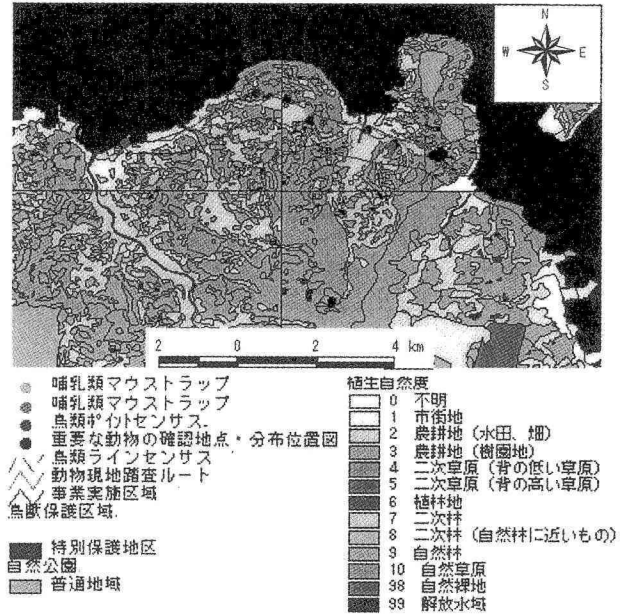 N
W E
S
2 0 2 4 km
哺乳類マウストラップ
哺乳類マウストラップ
鳥類ポイントセンサス.
重要な動物の確認地点・分布位置図
鳥類ラインセンサス
動物現地踏査ルート
事業実施区域
鳥獣保護区域.
特別保護地区
自然公園
普通地域
植生自然度
0 不明
1 市街地
2 農耕地（水田、畑）
3 農耕地（樹園地）
4 二次草原（背の低い草原）
5 二次草原（背の高い草原）
6 植林地
7 二次林
8 二次林（自然林に近いもの）
9 自然林
10 自然草原
98 自然裸地
99 解放水域